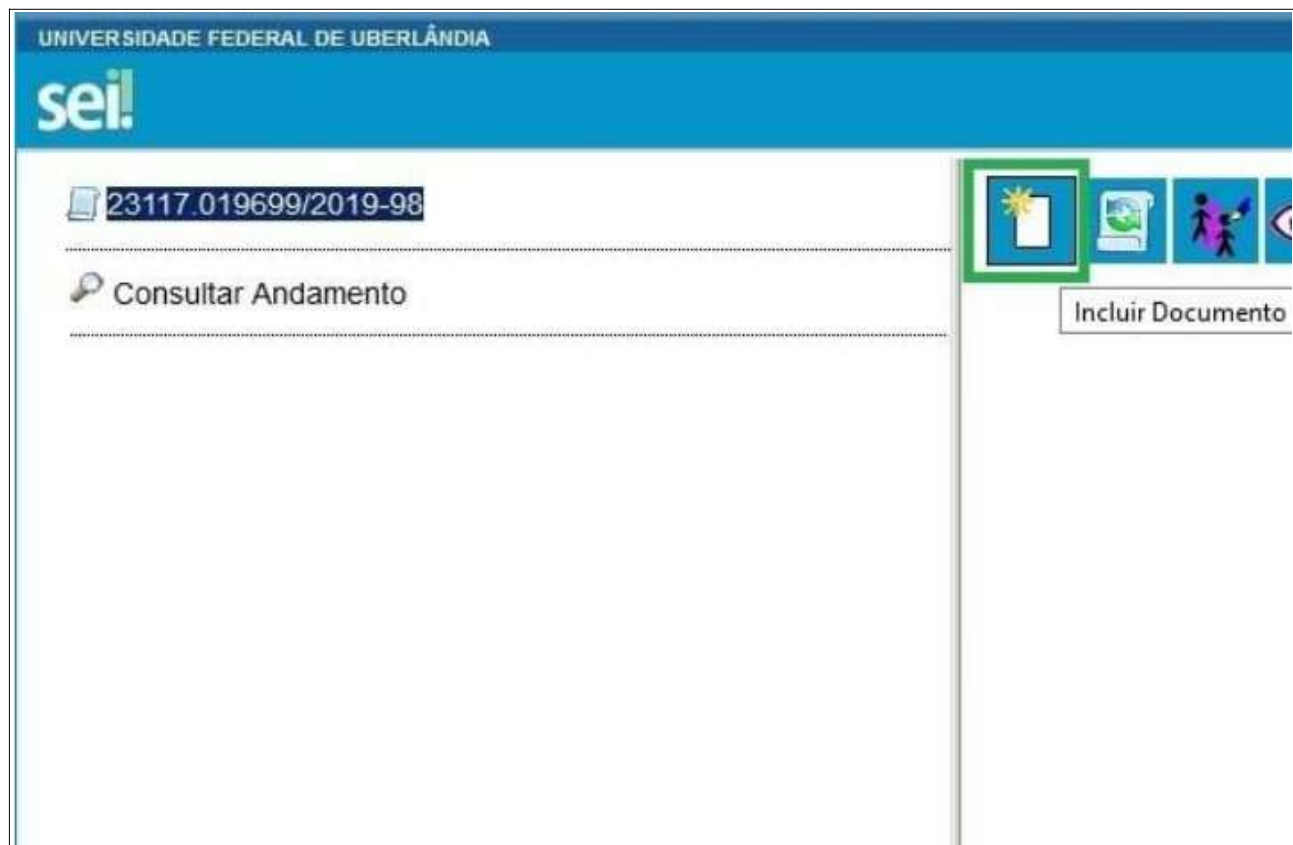 UNIVERSIDADE FEDERAL DE UBERLÂNDIA
sei!
23117.019699/2019-98
Consultar Andamento
Incluir Documento